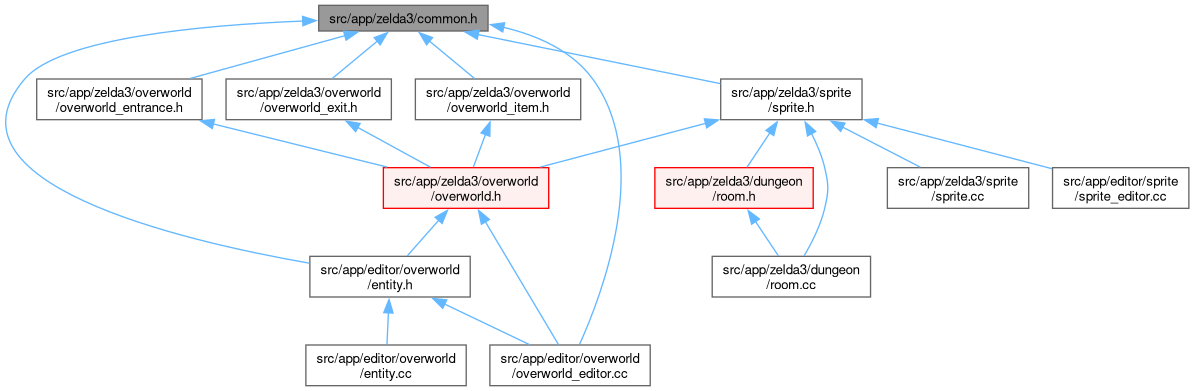 src/app/zelda3/common.h
src/app/zelda3/overworld
/overworld_entrance.h
src/app/zelda3/overworld
/overworld_exit.h
src/app/zelda3/overworld
/overworld_item.h
src/app/zelda3/sprite
/sprite.h
src/app/zelda3/overworld
/overworld.h
src/app/zelda3/dungeon
/room.h
src/app/zelda3/sprite
/sprite.cc
src/app/editor/sprite
/sprite_editor.cc
src/app/editor/overworld
/entity.h
src/app/zelda3/dungeon
/room.cc
src/app/editor/overworld
/entity.cc
src/app/editor/overworld
/overworld_editor.cc